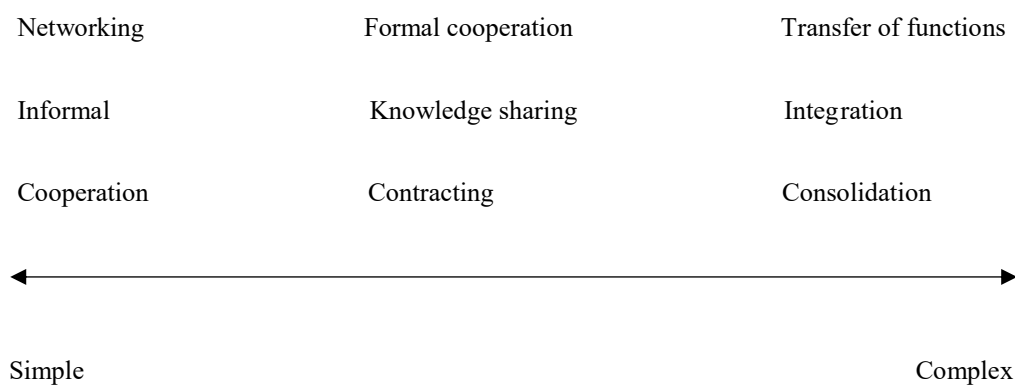 Networking Formal cooperation Transfer of functions
Informal Knowledge sharing Integration
Cooperation Contracting Consolidation
Simple Complex